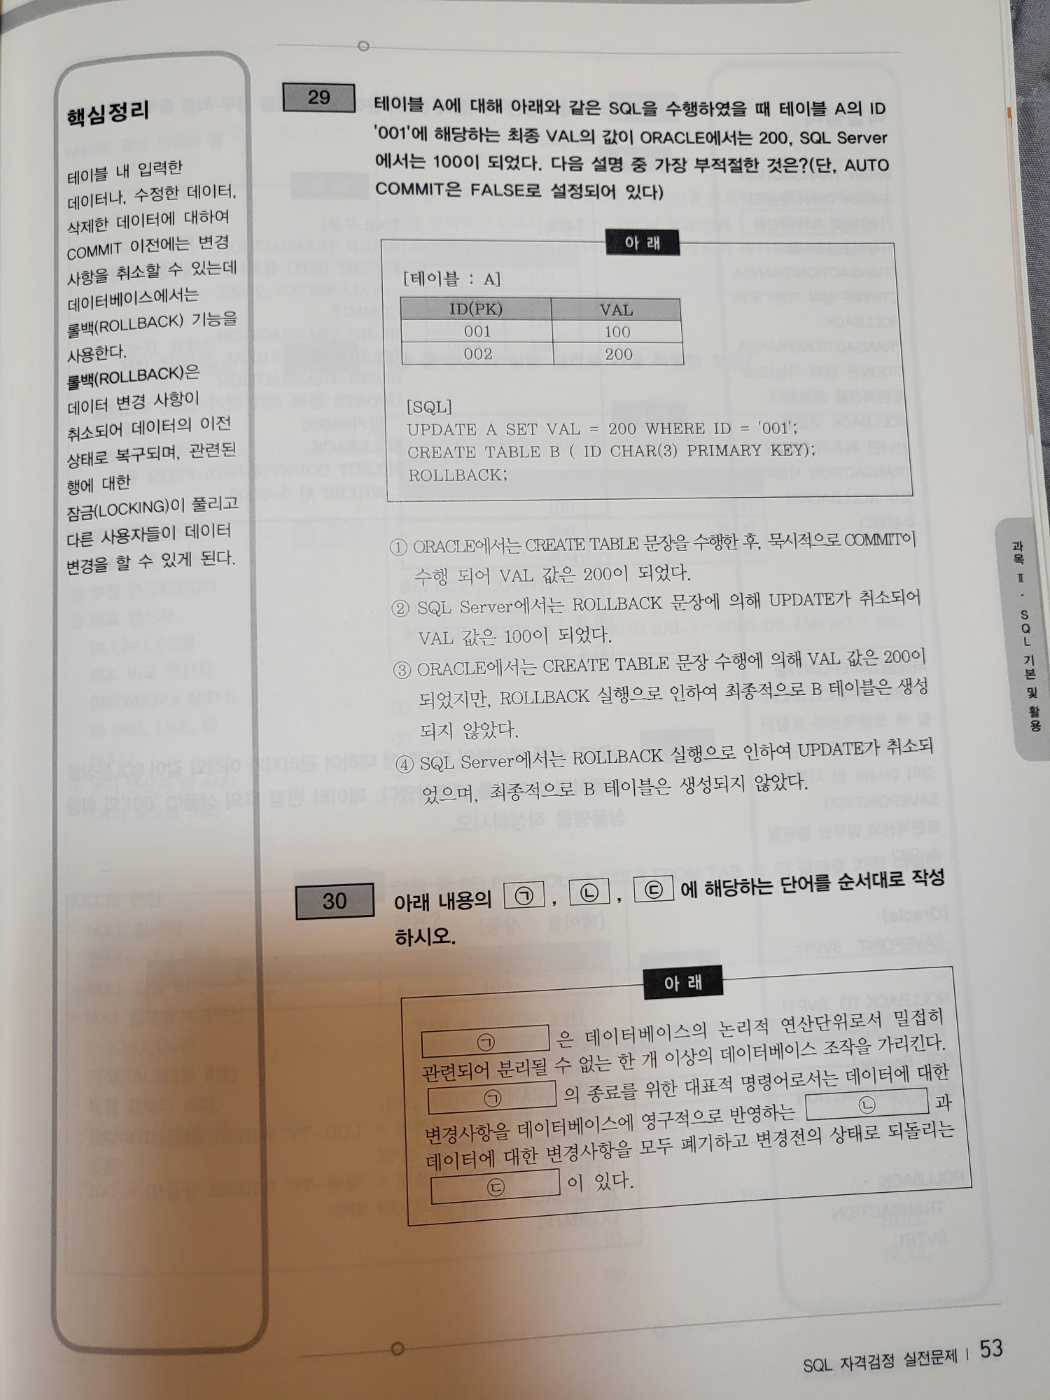 핵심정리
테이블 내 입력한
데이터나, 수정한 데이터,
삭제한 데이터에 대하여
COMMIT 이전에는 변경
사항을 취소할 수 있는데
데이터베이스에서는
롤백(ROLLBACK) 기능을
사용한다.
롤백(ROLLBACK)은
데이터 변경 사항이
취소되어 데이터의 이전
상태로 복구되며, 관련된
행에 대한
잠금(LOCKING)이 풀리고
다른 사용자들이 데이터
변경을 할 수 있게 된다.
29
테이블 A에 대해 아래와 같은 SQL을 수행하였을 때 테이블 A의 ID
'001'에 해당하는 최종 VAL의 값이 ORACLE에서는 200, SQL Server
에서는 100이 되었다. 다음 설명 중 가장 부적절한 것은?(단, AUTO
COMMIT은 FALSE로 설정되어 있다)
아 래
[테이블 : A]
ID(PK) VAL
001 100
002 200
[SQL]
UPDATE A SET VAL = 200 WHERE ID = '001';
CREATE TABLE B ( ID CHAR(3) PRIMARY KEY);
ROLLBACK;
① ORACLE에서는 CREATE TABLE 문장을 수행한 후, 묵시적으로 COMMIT이
수행 되어 VAL 값은 200이 되었다.
② SQL Server에서는 ROLLBACK 문장에 의해 UPDATE가 취소되어
VAL 값은 100이 되었다.
③ ORACLE에서는 CREATE TABLE 문장 수행에 의해 VAL 값은 200이
되었지만, ROLLBACK 실행으로 인하여 최종적으로 B 테이블은 생성
되지 않았다.
④ SQL Server에서는 ROLLBACK 실행으로 인하여 UPDATE가 취소되
었으며, 최종적으로 B 테이블은 생성되지 않았다.
30
아래 내용의 ㉠ , ㉡ , ㉢ 에 해당하는 단어를 순서대로 작성
하시오.
아 래
㉠ 은 데이터베이스의 논리적 연산단위로서 밀접히
관련되어 분리될 수 없는 한 개 이상의 데이터베이스 조작을 가리킨다.
㉠ 의 종료를 위한 대표적 명령어로서는 데이터에 대한
변경사항을 데이터베이스에 영구적으로 반영하는 ㉡ 과
데이터에 대한 변경사항을 모두 폐기하고 변경전의 상태로 되돌리는
㉢ 이 있다.
과목 Ⅱ · SQL 기본 및 활용
SQL 자격검정 실전문제 | 53